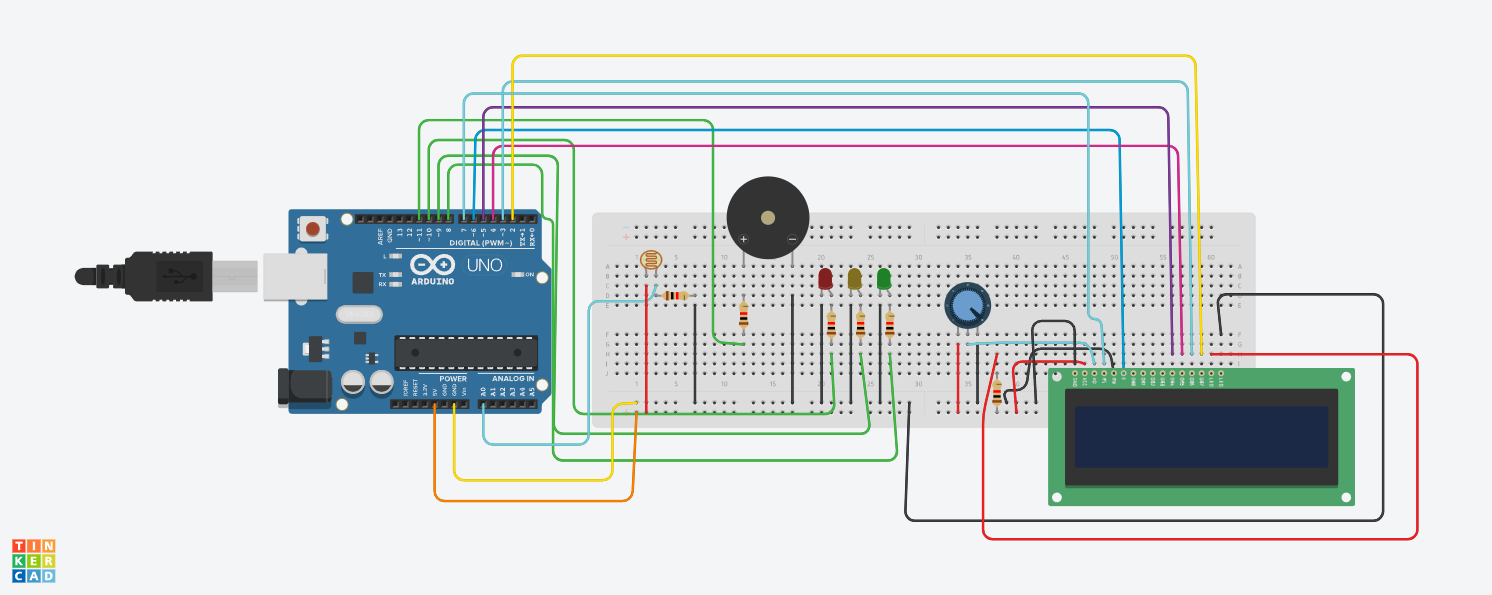 AREF
GND
13
12
~11
~10
~9
8
7
~6
~5
4
~3
2
TX→1
RX←0
DIGITAL (PWM~)
L
TX
RX
UNO
ON
ARDUINO
POWER
ANALOG IN
IOREF
RESET
3.3V
5V
GND
GND
Vin
A0
A1
A2
A3
A4
A5
1 5 10 20 25 30 35 40 45 50 55 60
A
B
C
D
E
F
G
H
I
J
TIN
KER
CAD